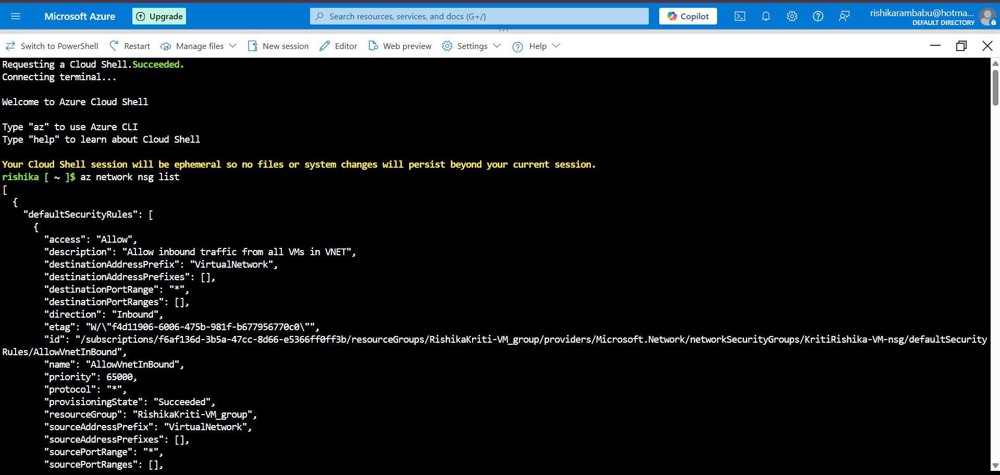 Microsoft Azure
Upgrade
Search resources, services, and docs (G+/)
Copilot
rishikarambabu@hotma...
DEFAULT DIRECTORY
Switch to PowerShell
Restart
Manage files
New session
Editor
Web preview
Settings
Help
Requesting a Cloud Shell.Succeeded.
Connecting terminal...
Welcome to Azure Cloud Shell
Type "az" to use Azure CLI
Type "help" to learn about Cloud Shell
Your Cloud Shell session will be ephemeral so no files or system changes will persist beyond your current session.
rishika [ ~ ]$ az network nsg list
[
  {
    "defaultSecurityRules": [
      {
        "access": "Allow",
        "description": "Allow inbound traffic from all VMs in VNET",
        "destinationAddressPrefix": "VirtualNetwork",
        "destinationAddressPrefixes": [],
        "destinationPortRange": "*",
        "destinationPortRanges": [],
        "direction": "Inbound",
        "etag": "W/\"f4d11906-6006-475b-981f-b677956770c0\"",
        "id": "/subscriptions/f6af136d-3b5a-47cc-8d66-e5366ff0ff3b/resourceGroups/RishikaKriti-VM_group/providers/Microsoft.Network/networkSecurityGroups/KritiRishika-VM-nsg/defaultSecurity
Rules/AllowVnetInBound",
        "name": "AllowVnetInBound",
        "priority": 65000,
        "protocol": "*",
        "provisioningState": "Succeeded",
        "resourceGroup": "RishikaKriti-VM_group",
        "sourceAddressPrefix": "VirtualNetwork",
        "sourceAddressPrefixes": [],
        "sourcePortRange": "*",
        "sourcePortRanges": [],